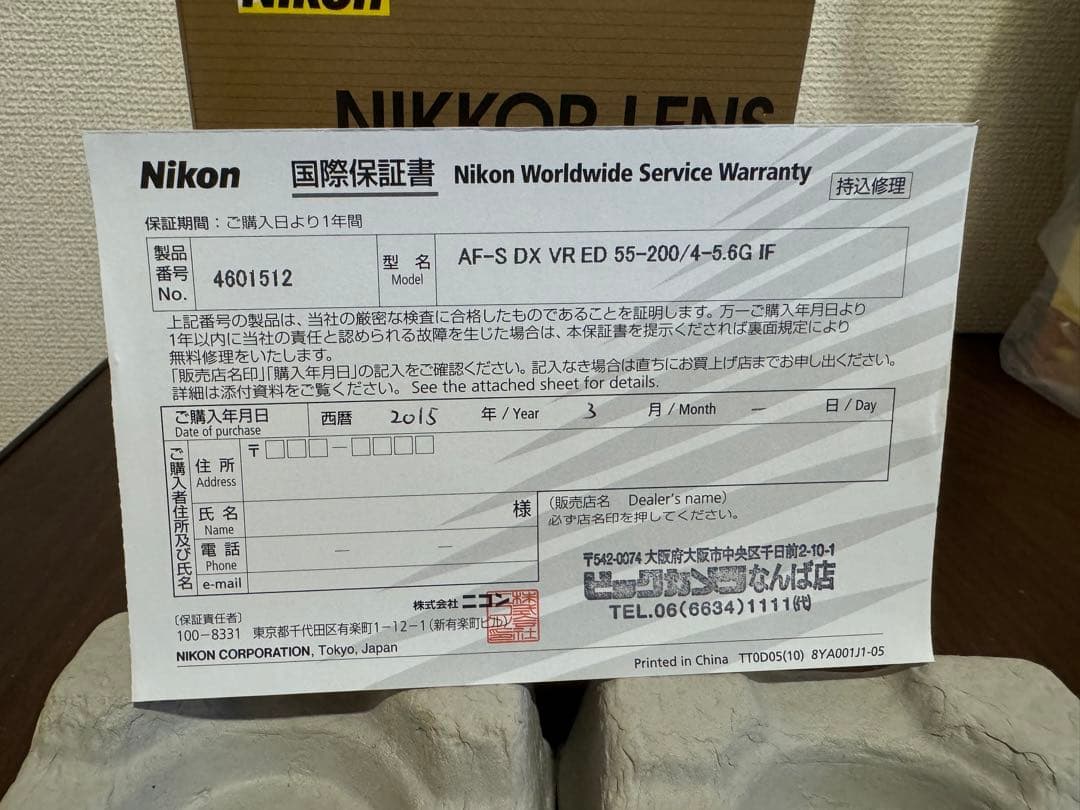 Nikon
NIKKOR LENS
Nikon 国際保証書 Nikon Worldwide Service Warranty 持込修理
保証期間：ご購入日より1年間
製品番号 No. 4601512 型名 Model AF-S DX VR ED 55-200/4-5.6G IF
上記番号の製品は、当社の厳密な検査に合格したものであることを証明します。万一ご購入年月日より
1年以内に当社の責任と認められる故障を生じた場合は、本保証書を提示くだされば裏面規定により
無料修理をいたします。
「販売店名印」「購入年月日」の記入をご確認ください。記入なき場合は直ちにお買上げ店までお申し出ください。
詳細は添付資料をご覧ください。 See the attached sheet for details.
ご購入年月日 Date of purchase 西暦 2015 年 / Year 3 月 / Month — 日 / Day
ご購入者住所及び氏名
住所 Address 〒□□□-□□□□
氏名 Name 様
電話 Phone — —
e-mail
（販売店名 Dealer's name）
必ず店名印を押してください。
〒542-0074 大阪府大阪市中央区千日前2-10-1
ビックカメラなんば店
TEL.06(6634)1111㈹
株式会社 ニコン
〔保証責任者〕
100-8331 東京都千代田区有楽町1-12-1（新有楽町ビル）
NIKON CORPORATION, Tokyo, Japan
Printed in China TT0D05(10) 8YA001J1-05